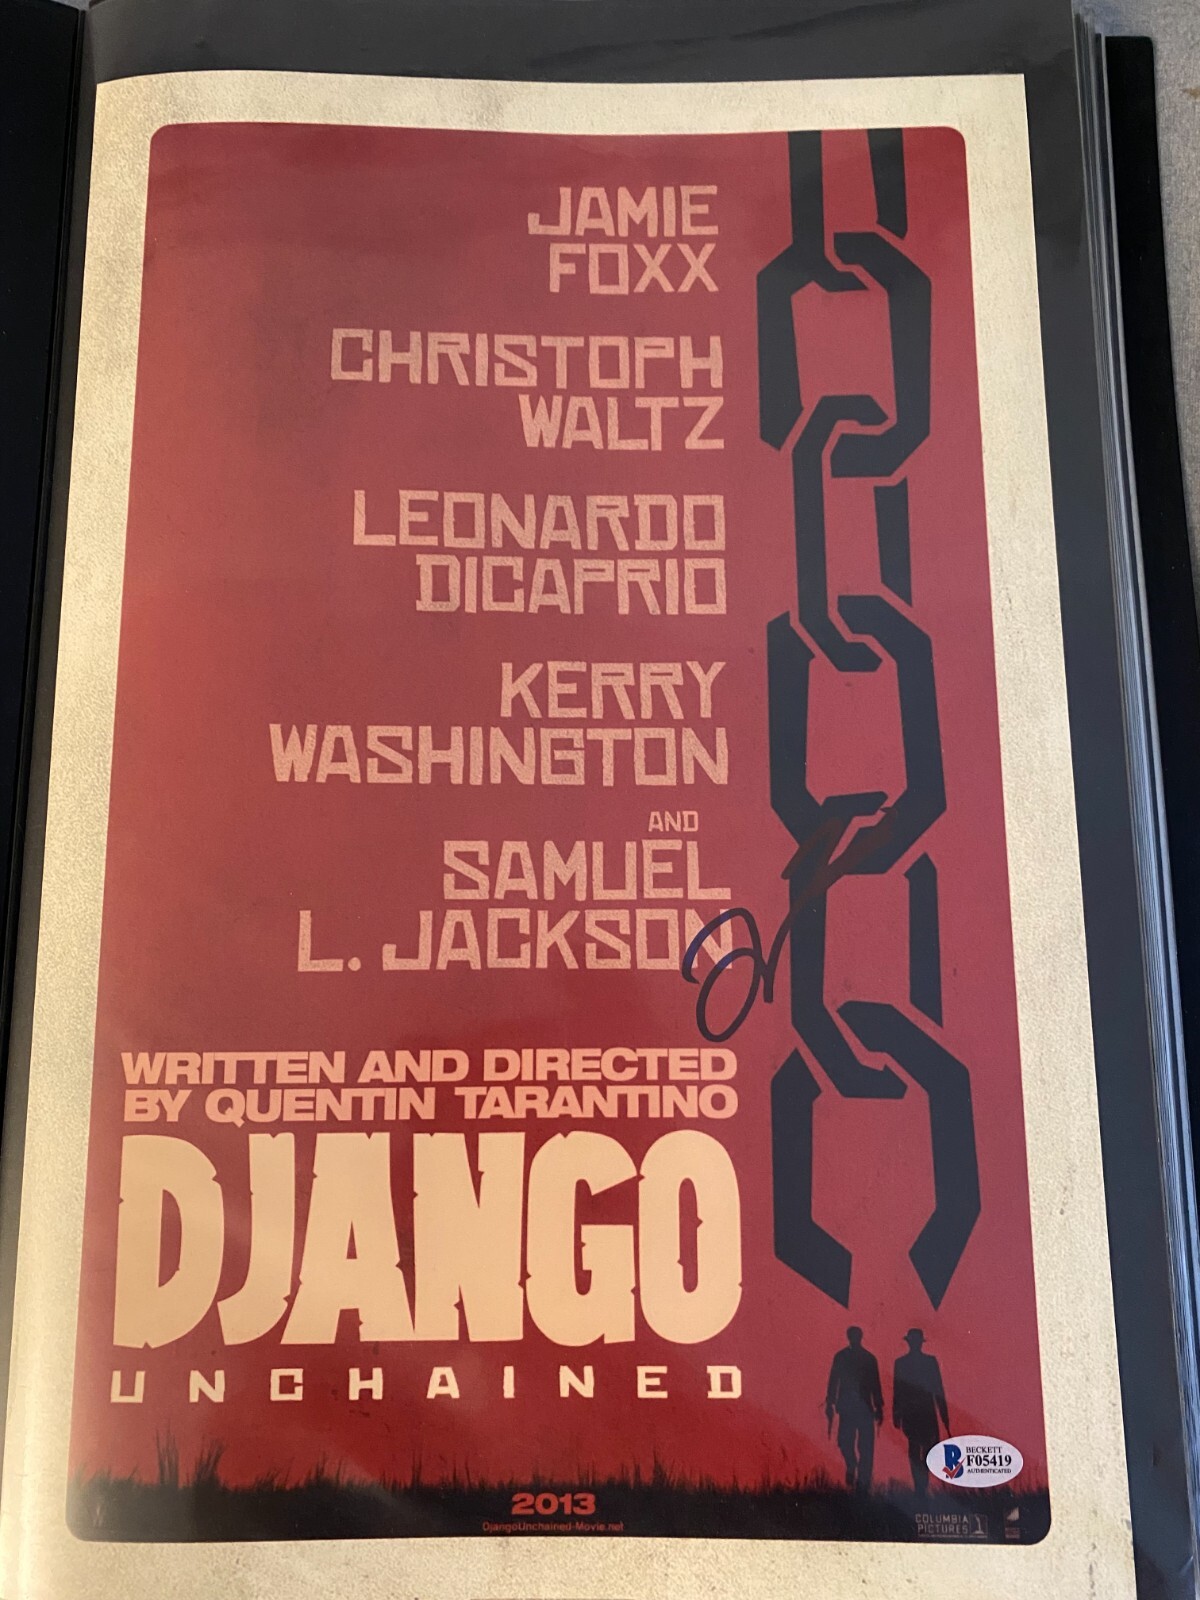 JAMIE
FOXX
CHRISTOPH
WALTZ
LEONARDO
DICAPRIO
KERRY
WASHINGTON
AND
SAMUEL
L. JACKSON
WRITTEN AND DIRECTED
BY QUENTIN TARANTINO
DJANGO
UNCHAINED
BECKETT
F05419
AUTHENTICATED
2013
DjangoUnchained-Movie.net
COLUMBIA
PICTURES